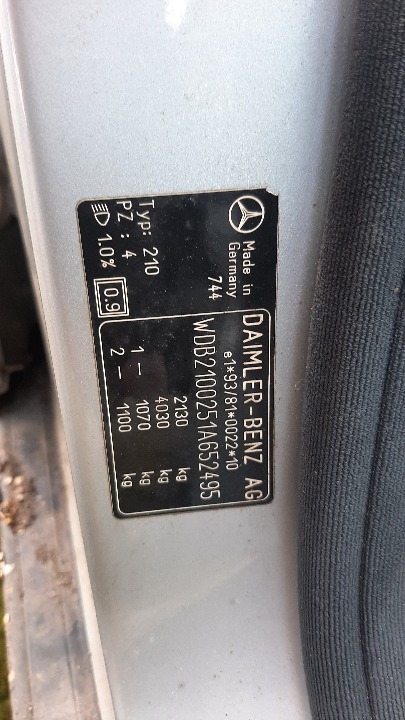 DAIMLER-BENZ AG
e1*93/81*0022*10
WDB2100251A652495
2130 kg
4030 kg
1 – 1070 kg
2 – 1100 kg
Made in
Germany
744
Typ: 210
PZ : 4
1.0%
0.9